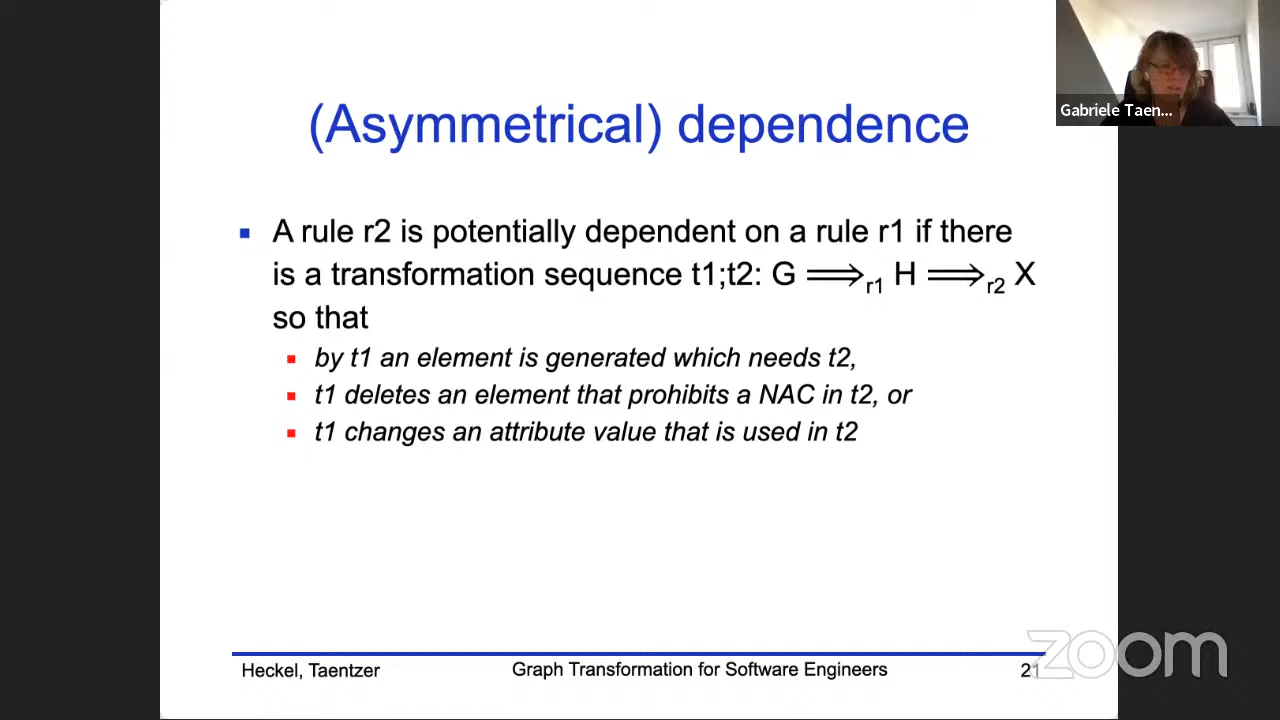 (Asymmetrical) dependence
Gabriele Taen...
▪ A rule r2 is potentially dependent on a rule r1 if there
is a transformation sequence t1;t2: G ⟹r1 H ⟹r2 X
so that
▪ by t1 an element is generated which needs t2,
▪ t1 deletes an element that prohibits a NAC in t2, or
▪ t1 changes an attribute value that is used in t2
Heckel, Taentzer
Graph Transformation for Software Engineers
21
zoom